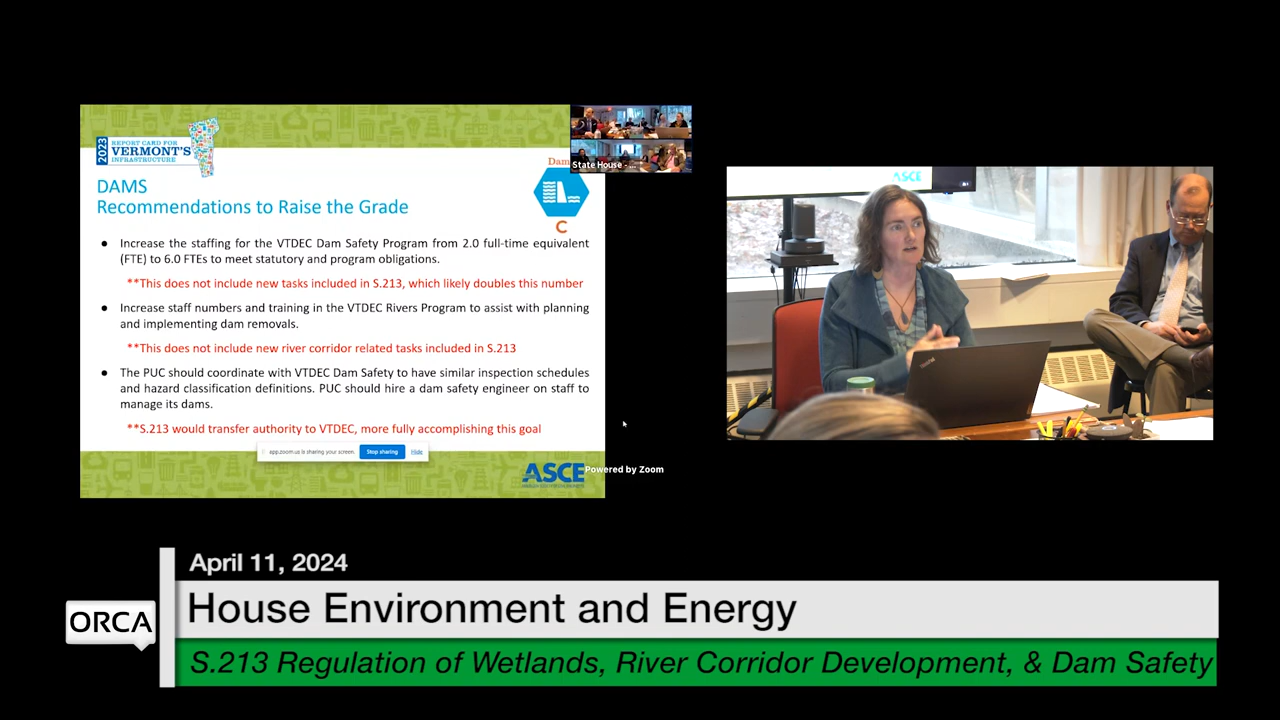 2023
REPORT CARD FOR
VERMONT'S
INFRASTRUCTURE
Dam
State House - ...
DAMS
Recommendations to Raise the Grade
C
● Increase the staffing for the VTDEC Dam Safety Program from 2.0 full-time equivalent
(FTE) to 6.0 FTEs to meet statutory and program obligations.
**This does not include new tasks included in S.213, which likely doubles this number
● Increase staff numbers and training in the VTDEC Rivers Program to assist with planning
and implementing dam removals.
**This does not include new river corridor related tasks included in S.213
● The PUC should coordinate with VTDEC Dam Safety to have similar inspection schedules
and hazard classification definitions. PUC should hire a dam safety engineer on staff to
manage its dams.
**S.213 would transfer authority to VTDEC, more fully accomplishing this goal
app.zoom.us is sharing your screen. Stop sharing Hide
ASCE
Powered by Zoom
ASCE
April 11, 2024
ORCA
House Environment and Energy
S.213 Regulation of Wetlands, River Corridor Development, & Dam Safety